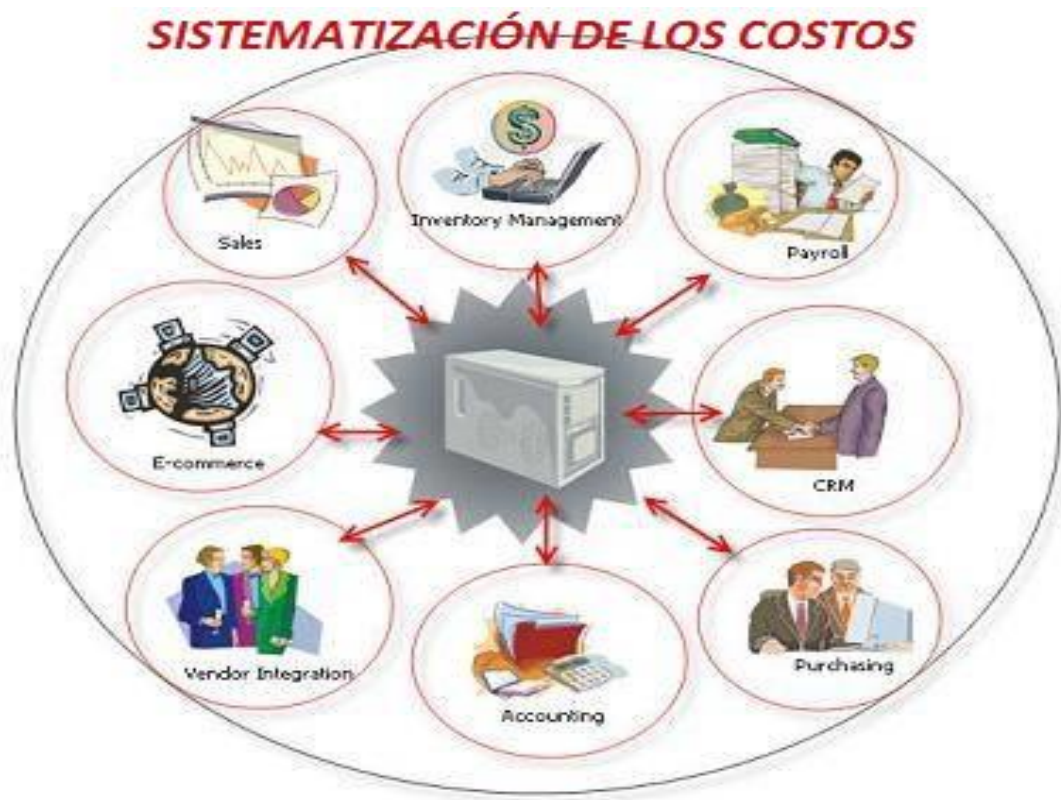 SISTEMATIZACIÓN DE LOS COSTOS
Inventory Management
Sales
Payroll
E-commerce
CRM
Vendor Integration
Accounting
Purchasing